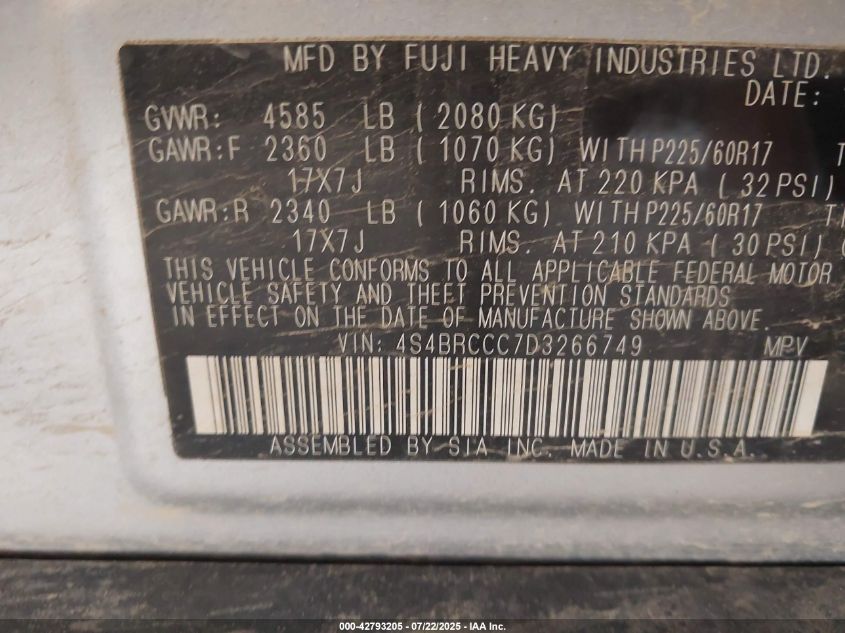 MFD BY FUJI HEAVY INDUSTRIES LTD.
DATE:
GVWR: 4585 LB ( 2080 KG)
GAWR:F 2360 LB ( 1070 KG) WITH P225/60R17 T
17X7J RIMS. AT 220 KPA ( 32 PSI)
GAWR:R 2340 LB ( 1060 KG) WITH P225/60R17 TI
17X7J RIMS. AT 210 KPA ( 30 PSI) (
THIS VEHICLE CONFORMS TO ALL APPLICABLE FEDERAL MOTOR
VEHICLE SAFETY AND THEFT PREVENTION STANDARDS
IN EFFECT ON THE DATE OF MANUFACTURE SHOWN ABOVE.
VIN: 4S4BRCCC7D3266749 MPV
ASSEMBLED BY SIA INC. MADE IN U.S.A.
000-42793205 - 07/22/2025 - IAA Inc.